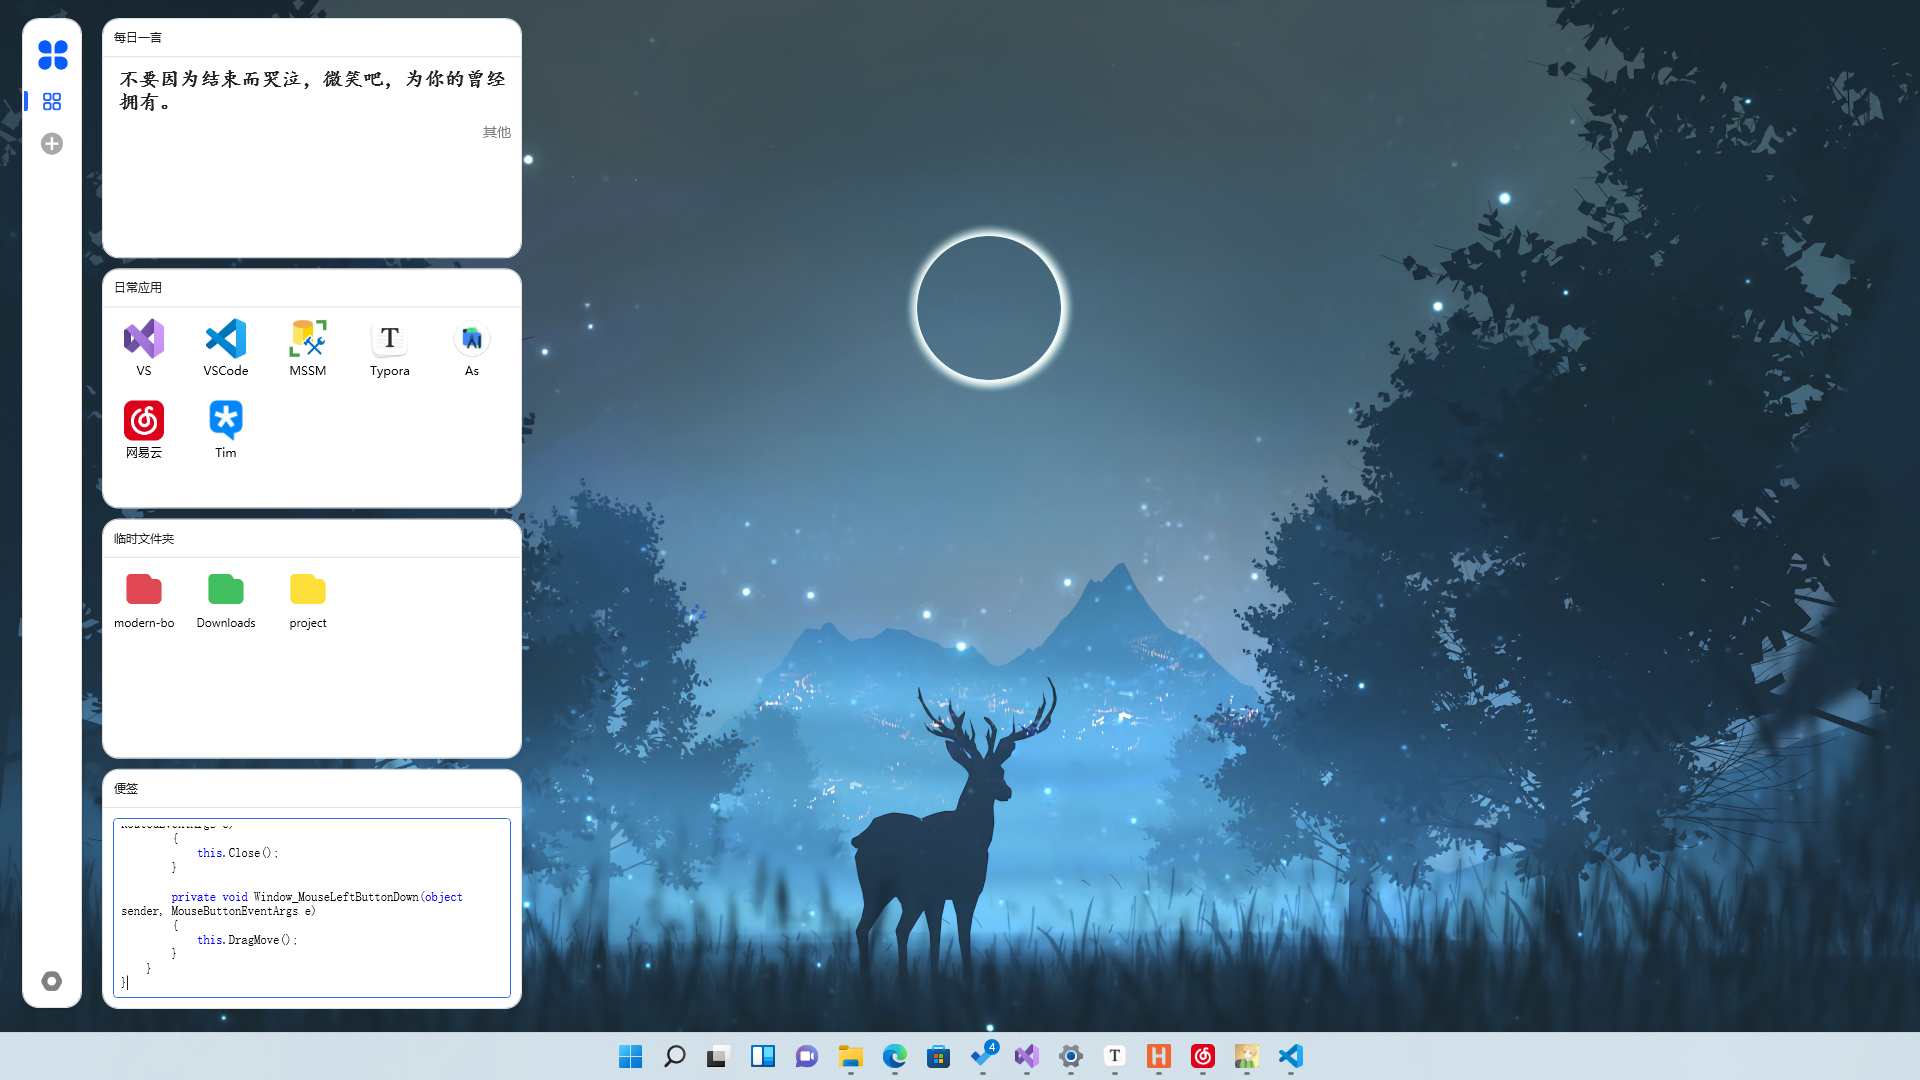 每日一言
不要因为结束而哭泣，微笑吧，为你的曾经
拥有。
其他
日常应用
VS
VSCode
MSSM
Typora
As
网易云
Tim
临时文件夹
modern-bo
Downloads
project
便签
{
this.Close();
}
private void Window_MouseLeftButtonDown(object
sender, MouseButtonEventArgs e)
{
this.DragMove();
}
}
}
4